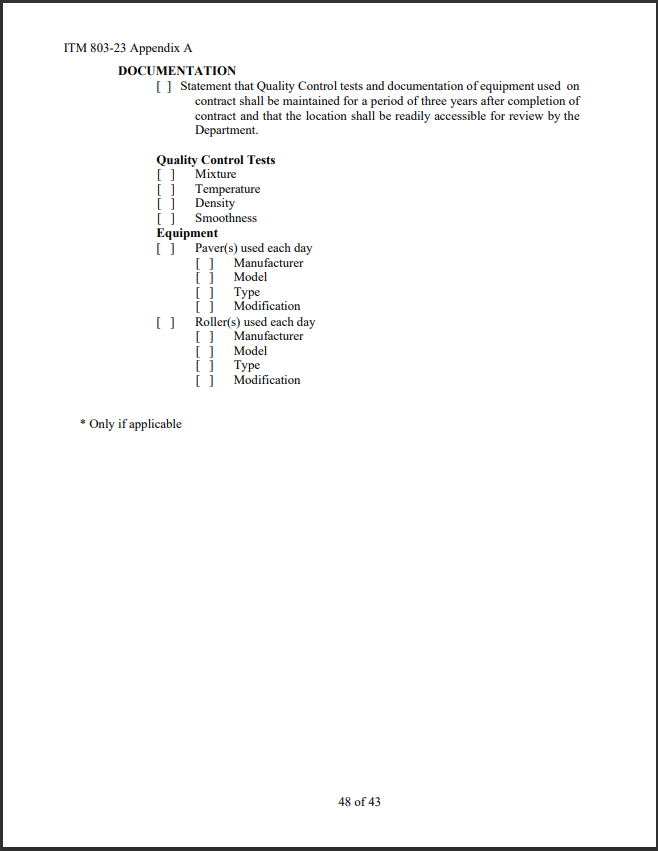 ITM 803-23 Appendix A
DOCUMENTATION
[ ] Statement that Quality Control tests and documentation of equipment used on
contract shall be maintained for a period of three years after completion of
contract and that the location shall be readily accessible for review by the
Department.
Quality Control Tests
[ ] Mixture
[ ] Temperature
[ ] Density
[ ] Smoothness
Equipment
[ ] Paver(s) used each day
[ ] Manufacturer
[ ] Model
[ ] Type
[ ] Modification
[ ] Roller(s) used each day
[ ] Manufacturer
[ ] Model
[ ] Type
[ ] Modification
* Only if applicable
48 of 43